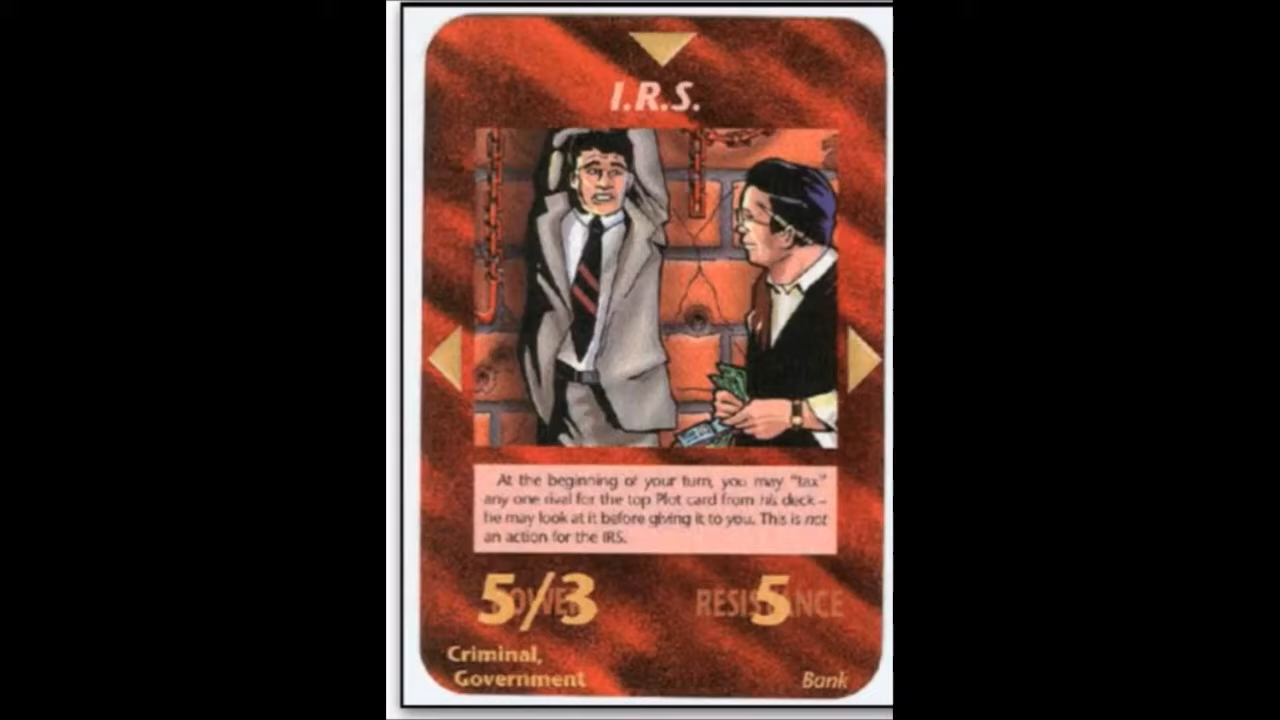 I.R.S.
At the beginning of your turn, you may "tax"
any one rival for the top Plot card from his deck –
he may look at it before giving it to you. This is not
an action for the IRS.
5/3 POWER
RESISTANCE 5
Criminal,
Government
Bank